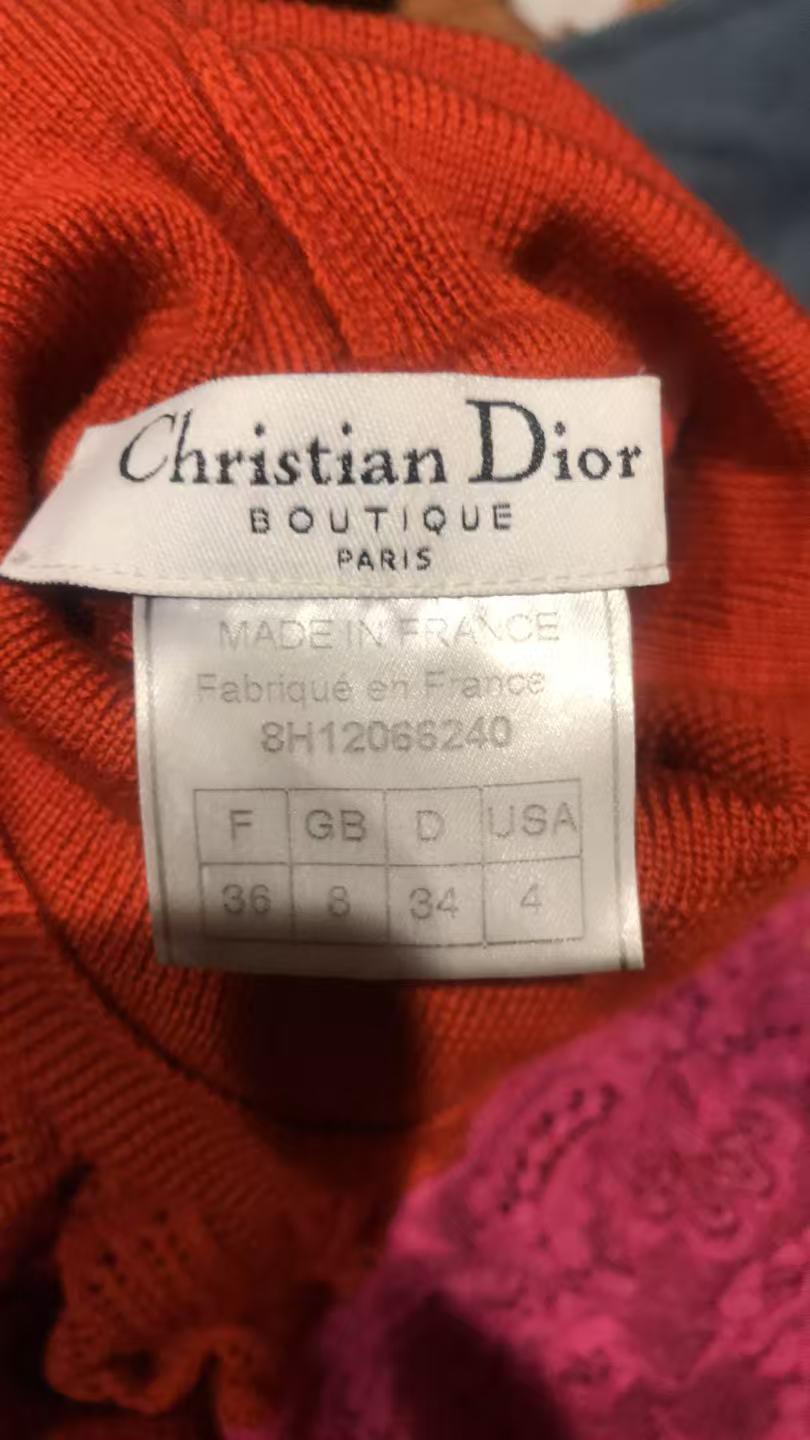 Christian Dior
BOUTIQUE
PARIS
MADE IN FRANCE
Fabriqué en France
8H12066240
F GB D USA
36 8 34 4